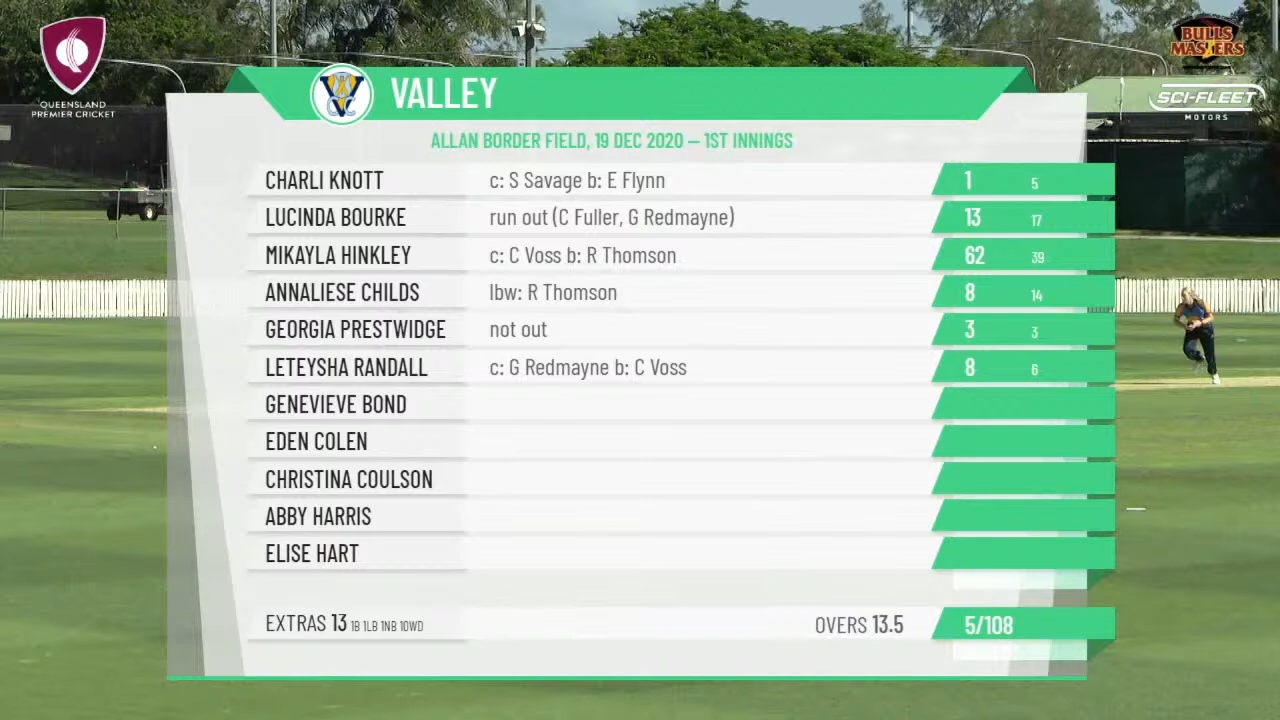 QUEENSLAND
PREMIER CRICKET
BULLS
MASTERS
SCI-FLEET
MOTORS
VALLEY
ALLAN BORDER FIELD, 19 DEC 2020 – 1ST INNINGS
CHARLI KNOTT c: S Savage b: E Flynn 1 5
LUCINDA BOURKE run out (C Fuller, G Redmayne) 13 17
MIKAYLA HINKLEY c: C Voss b: R Thomson 62 39
ANNALIESE CHILDS lbw: R Thomson 8 14
GEORGIA PRESTWIDGE not out 3 3
LETEYSHA RANDALL c: G Redmayne b: C Voss 8 6
GENEVIEVE BOND
EDEN COLEN
CHRISTINA COULSON
ABBY HARRIS
ELISE HART
EXTRAS 13 1B 1LB 1NB 10WD OVERS 13.5 5/108